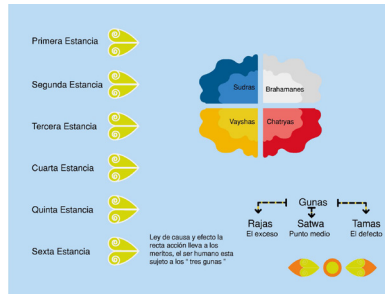 Primera Estancia
Segunda Estancia
Tercera Estancia
Cuarta Estancia
Quinta Estancia
Sexta Estancia
Sudras
Brahamanes
Vayshas
Chatryas
Ley de causa y efecto la
recta acción lleva a los
meritos, el ser humano esta
sujeto a los " tres gunas "
Gunas
Rajas
El exceso
Satwa
Punto medio
Tamas
El defecto